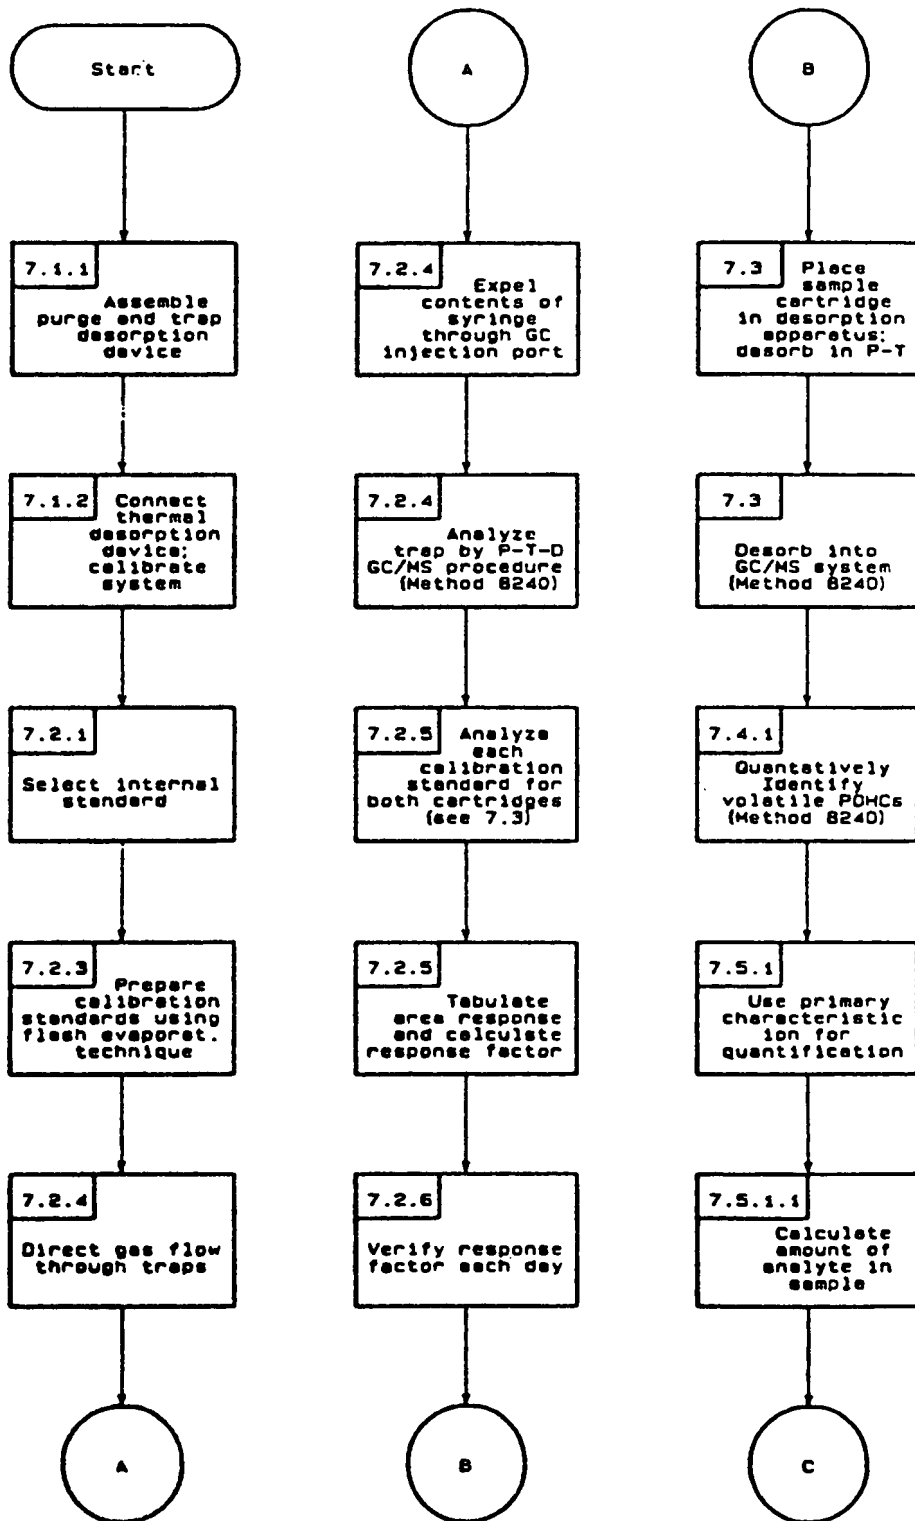 Start
7.1.1
Assemble
purge and trap
desorption
device
7.1.2
Connect
thermal
desorption
device;
calibrate
system
7.2.1
Select internal
standard
7.2.3
Prepare
calibration
standards using
flash evaporat.
technique
7.2.4
Direct gas flow
through traps
A
A
7.2.4
Expel
contents of
syringe
through GC
injection port
7.2.4
Analyze
trap by P-T-D
GC/MS procedure
(Method 8240)
7.2.5
Analyze
each
calibration
standard for
both cartridges
(see 7.3)
7.2.5
Tabulate
area response
and calculate
response factor
7.2.6
Verify response
factor each day
B
B
7.3
Place
sample
cartridge
in desorption
apparatus;
desorb in P-T
7.3
Desorb into
GC/MS system
(Method 8240)
7.4.1
Quantatively
Identify
volatile POHCs
(Method 8240)
7.5.1
Use primary
characteristic
ion for
quantification
7.5.1.1
Calculate
amount of
analyte in
sample
C